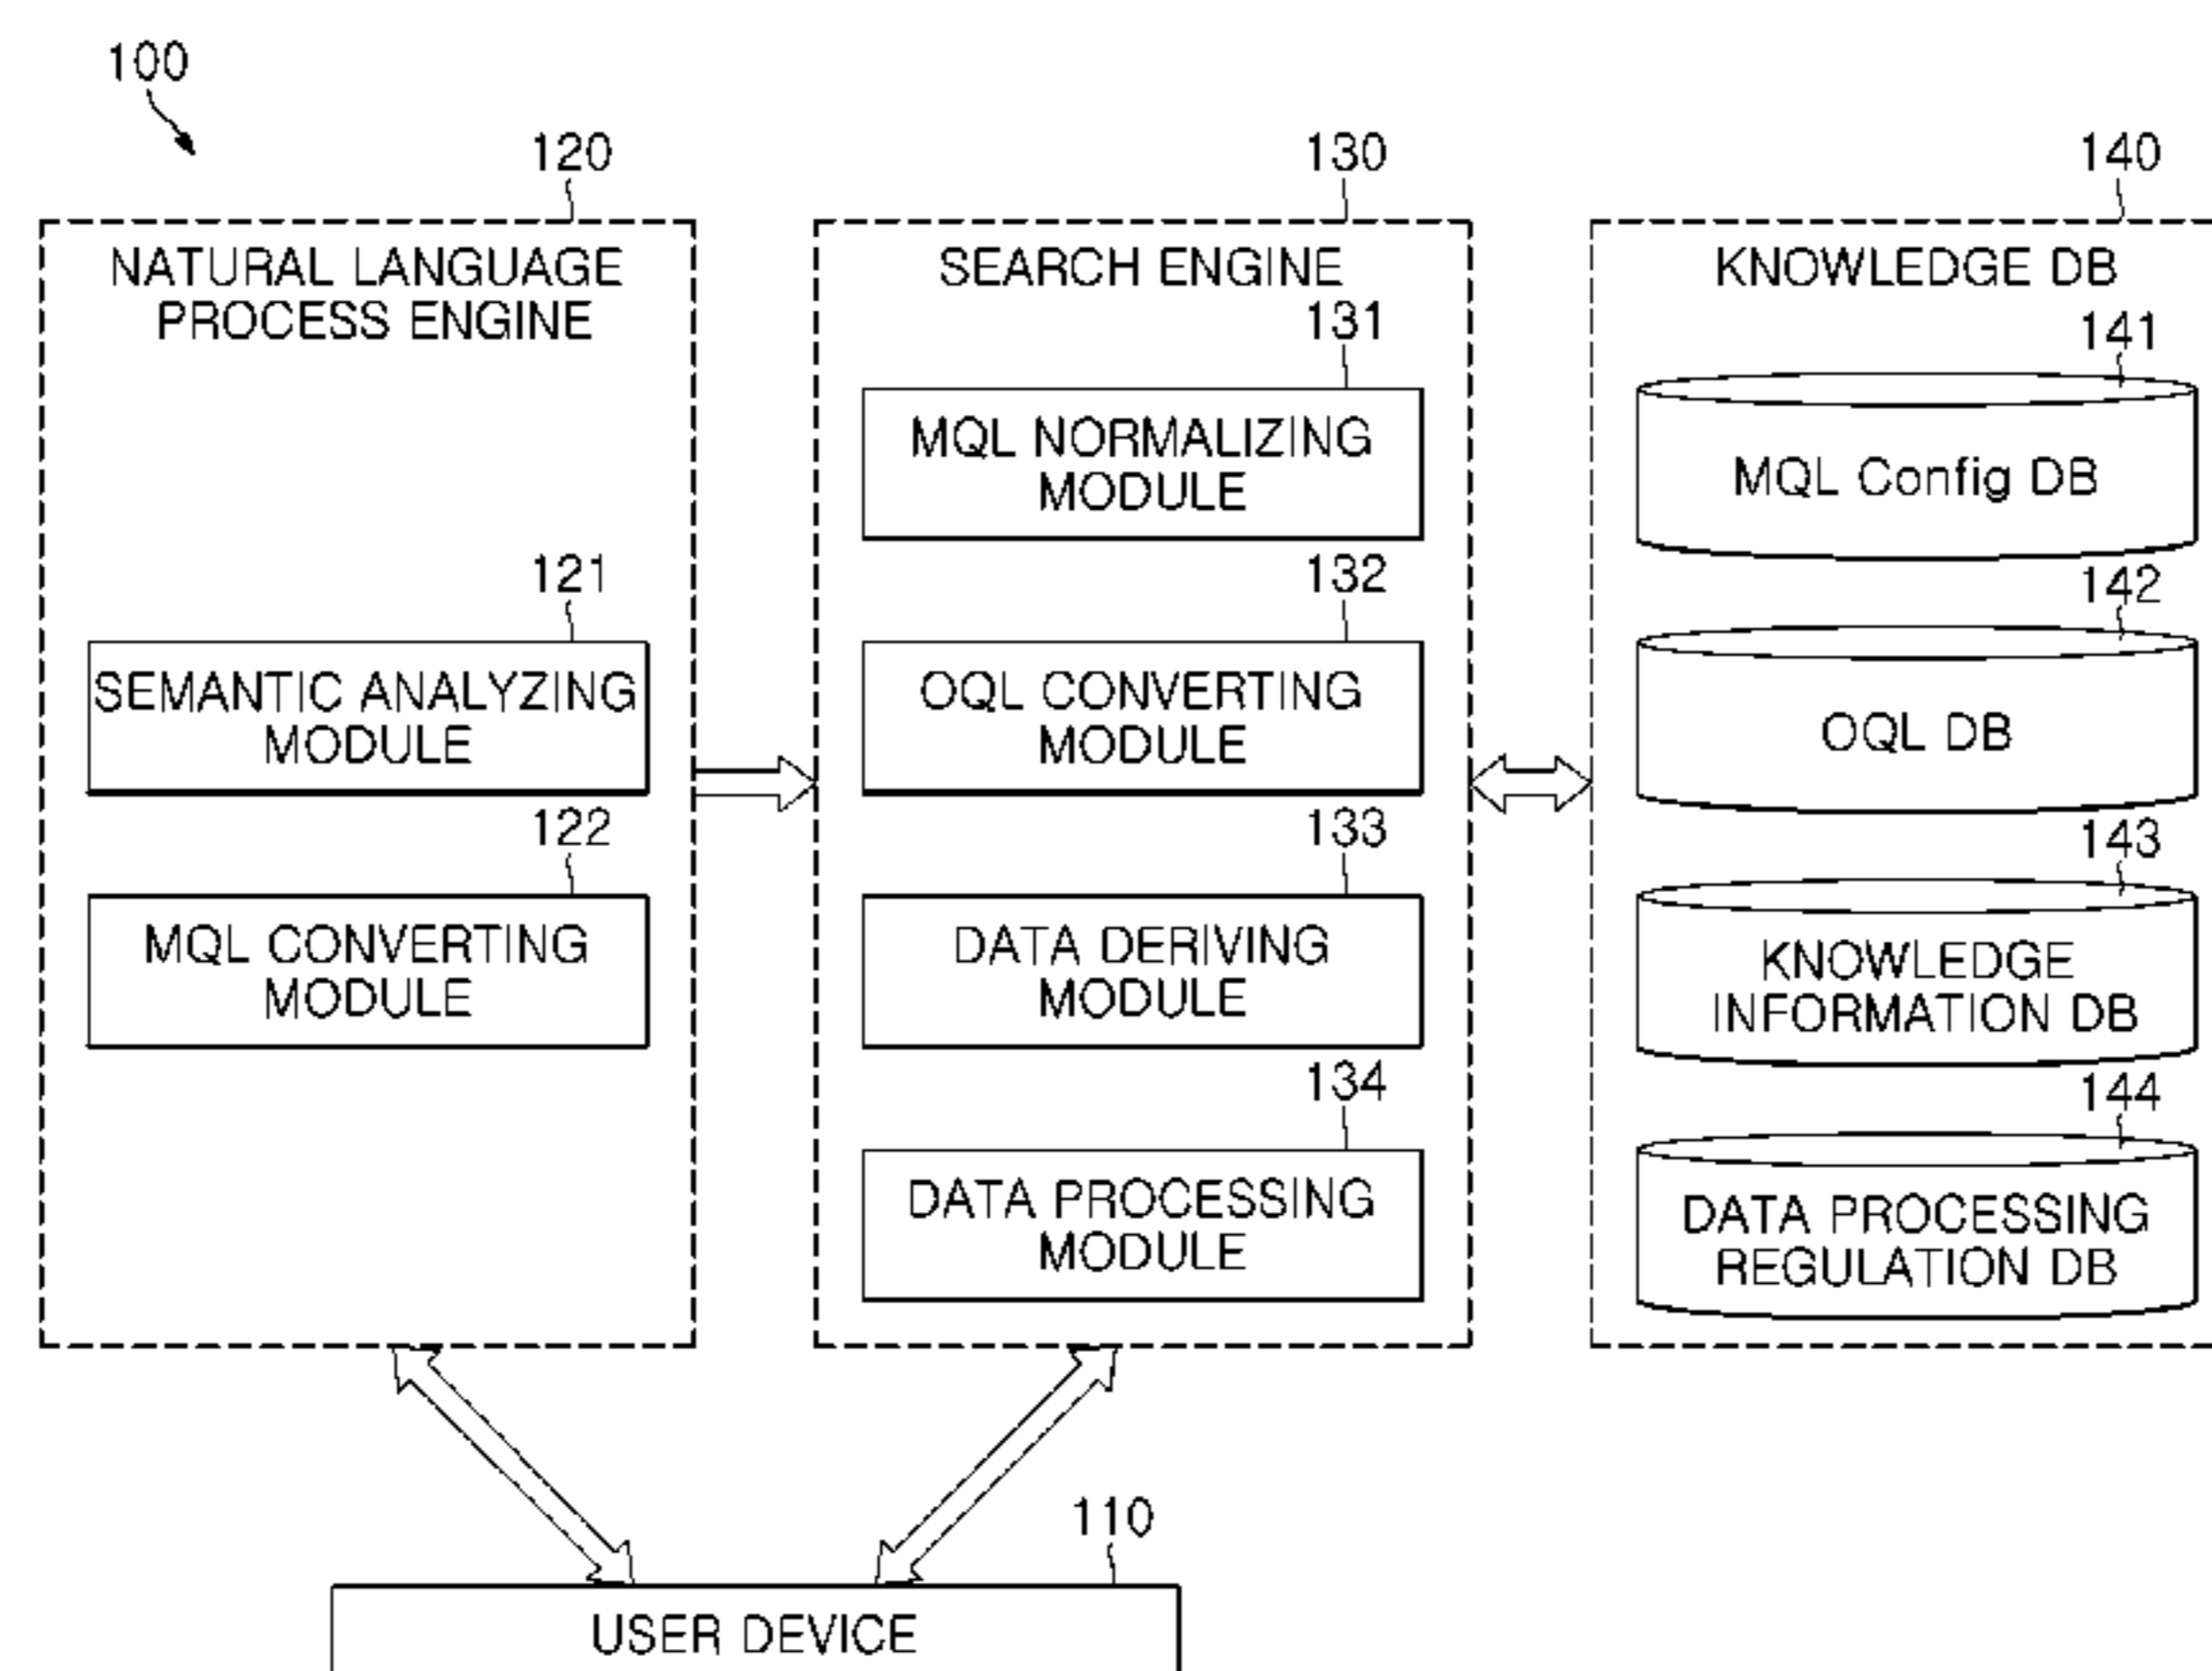 100
120
NATURAL LANGUAGE
PROCESS ENGINE
121
SEMANTIC ANALYZING
MODULE
122
MQL CONVERTING
MODULE
130
SEARCH ENGINE
131
MQL NORMALIZING
MODULE
132
OQL CONVERTING
MODULE
133
DATA DERIVING
MODULE
134
DATA PROCESSING
MODULE
140
KNOWLEDGE DB
141
MQL Config DB
142
OQL DB
143
KNOWLEDGE
INFORMATION DB
144
DATA PROCESSING
REGULATION DB
110
USER DEVICE